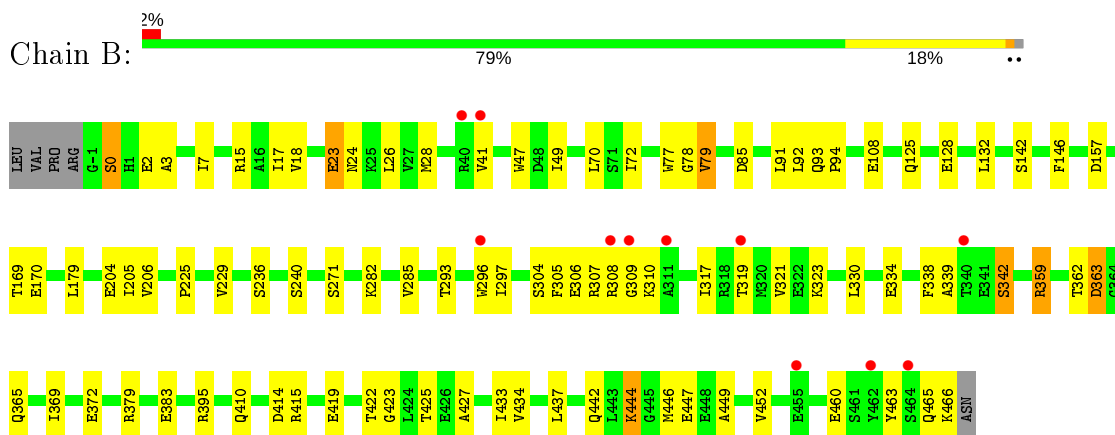 2%
Chain B:
79% 18% ••
LEU VAL PRO ARG G-1 S0 H1 E2 A3 I7 R15 A16 I17 V18 E23 N24 K25 L26 V27 M28 R40 V41 W47 D48 I49 L70 S71 I72 W77 G78 V79 D85 L91 L92 Q93 P94 E108 Q125 E128 L132 S142 F146 D157
T169 E170 L179 E204 I205 V206 P225 V229 S236 S240 S271 K282 V285 T293 W296 I297 S304 F305 E306 R307 R308 G309 K310 A311 I317 R318 T319 M320 V321 E322 K323 L330 E334 F338 A339 T340 E341 S342 R359 T362 D363 G364
Q365 I369 E372 R379 E383 R395 Q410 D414 R415 E419 T422 G423 L424 T425 E426 A427 I433 V434 L437 Q442 L443 K444 G445 M446 E447 E448 A449 V452 E455 E460 S461 Y462 Y463 S464 Q465 K466 ASN